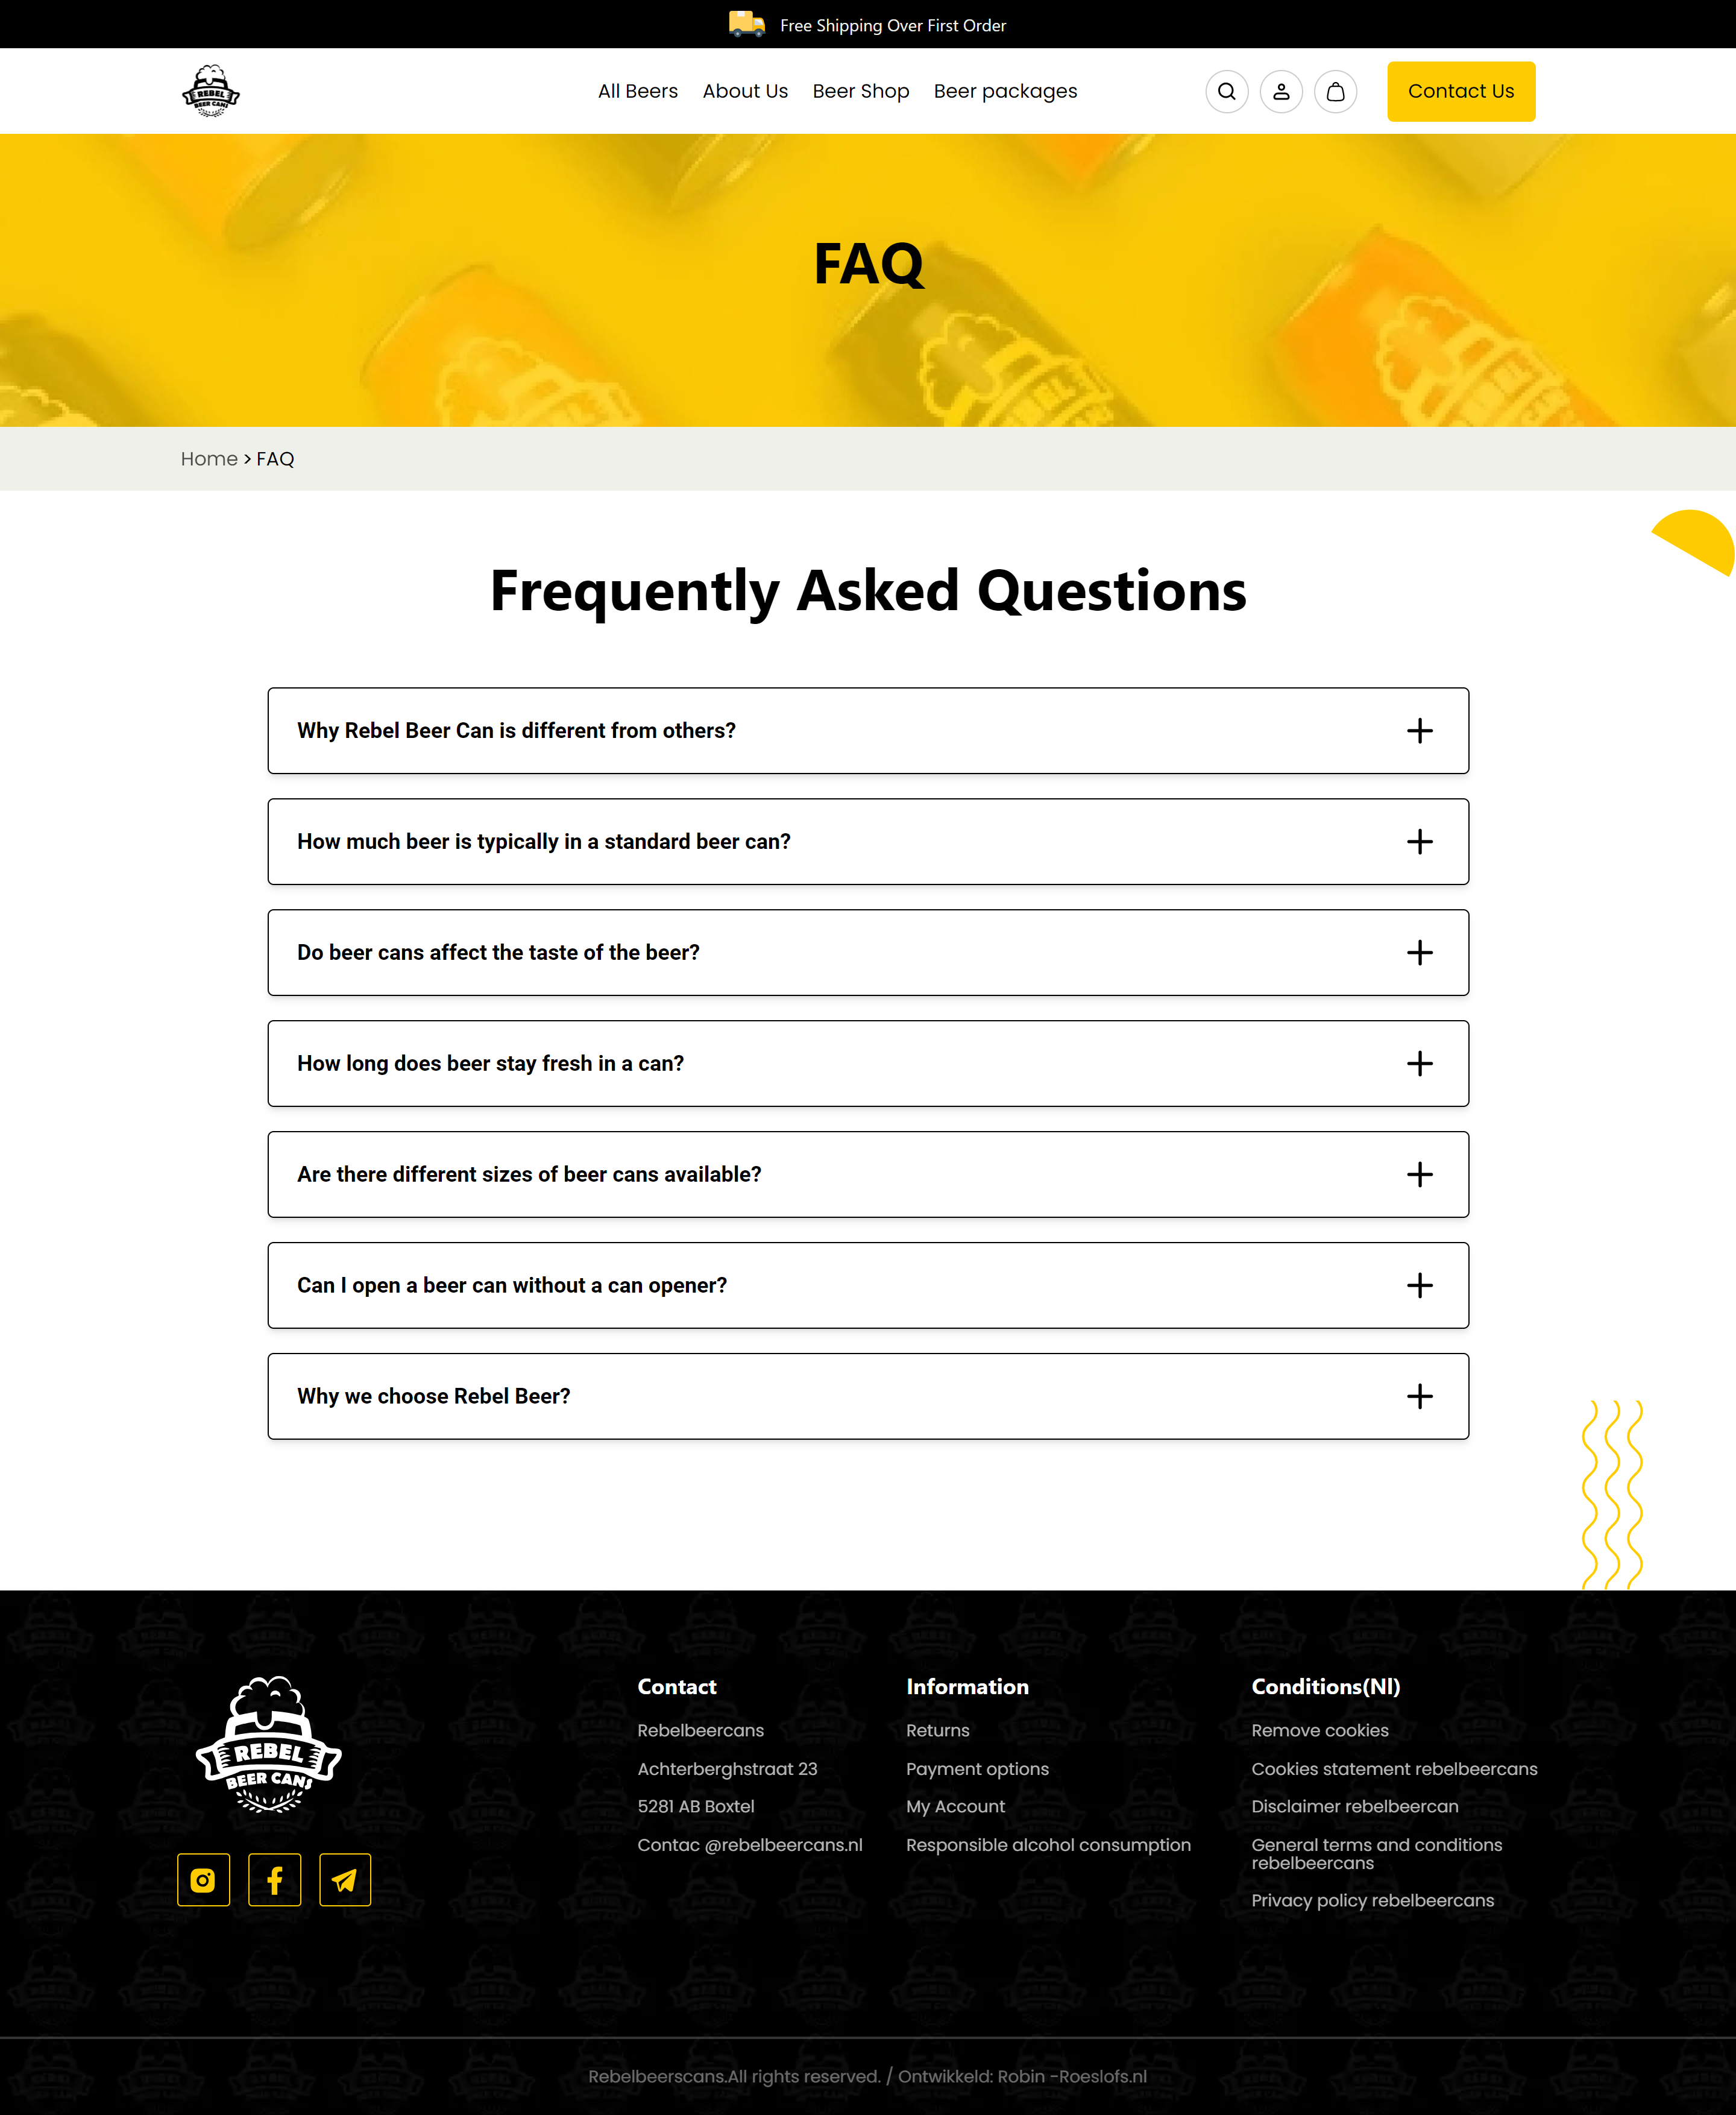 Free Shipping Over First Order
REBEL
BEER CANS
All Beers About Us Beer Shop Beer packages
Contact Us
FAQ
Home > FAQ
Frequently Asked Questions
Why Rebel Beer Can is different from others?
How much beer is typically in a standard beer can?
Do beer cans affect the taste of the beer?
How long does beer stay fresh in a can?
Are there different sizes of beer cans available?
Can I open a beer can without a can opener?
Why we choose Rebel Beer?
REBEL
BEER CANS
Contact
Rebelbeercans
Achterberghstraat 23
5281 AB Boxtel
Contac @rebelbeercans.nl
Information
Returns
Payment options
My Account
Responsible alcohol consumption
Conditions(Nl)
Remove cookies
Cookies statement rebelbeercans
Disclaimer rebelbeercan
General terms and conditions
rebelbeercans
Privacy policy rebelbeercans
Rebelbeerscans.All rights reserved. / Ontwikkeld: Robin -Roeslofs.nl